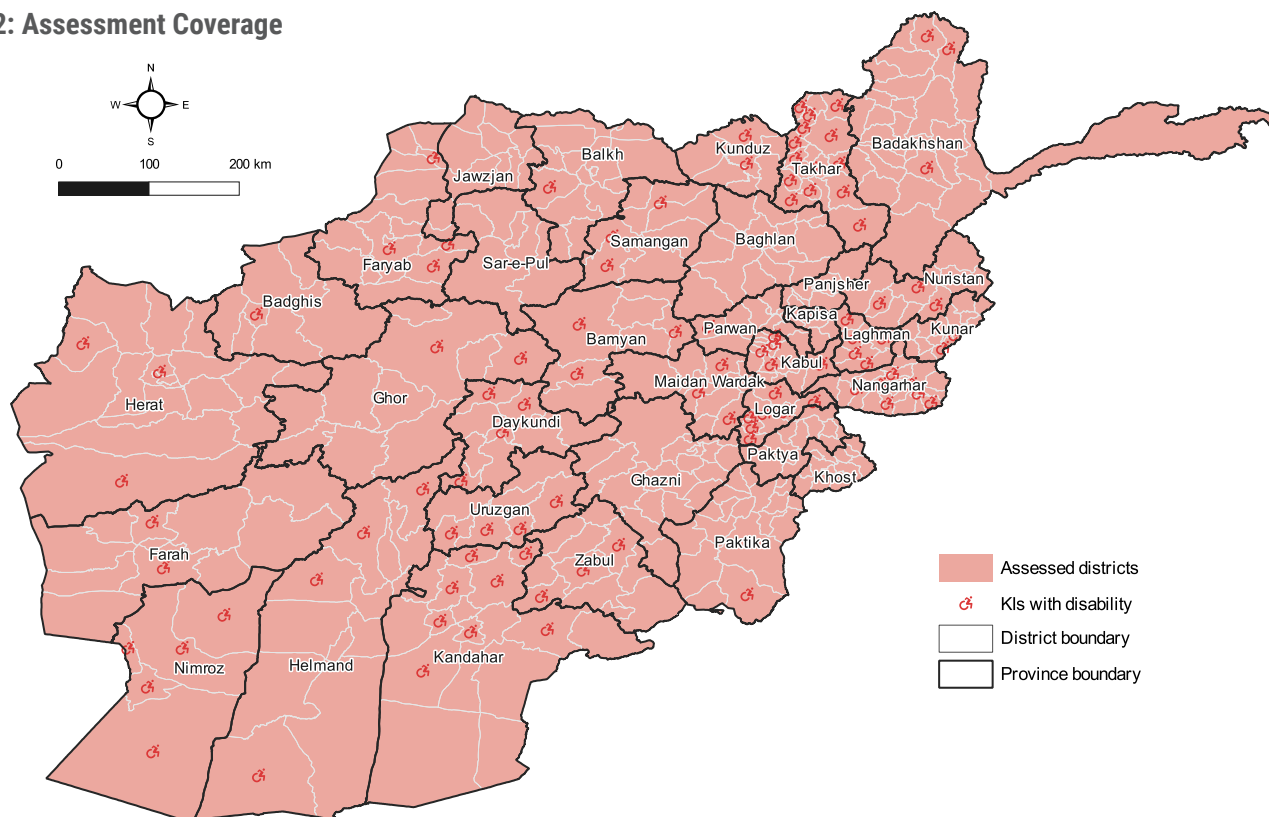 2: Assessment Coverage
N
W E
S
0 100 200 km
Badakhshan
Kunduz
Balkh
Takhar
Jawzjan
Samangan
Baghlan
Faryab
Sar-e-Pul
Nuristan
Panjsher
Badghis
Kapisa
Parwan
Laghman
Kunar
Bamyan
Kabul
Maidan Wardak
Nangarhar
Herat
Ghor
Logar
Daykundi
Paktya
Khost
Ghazni
Uruzgan
Paktika
Farah
Zabul
Nimroz
Helmand
Kandahar
Assessed districts
KIs with disability
District boundary
Province boundary